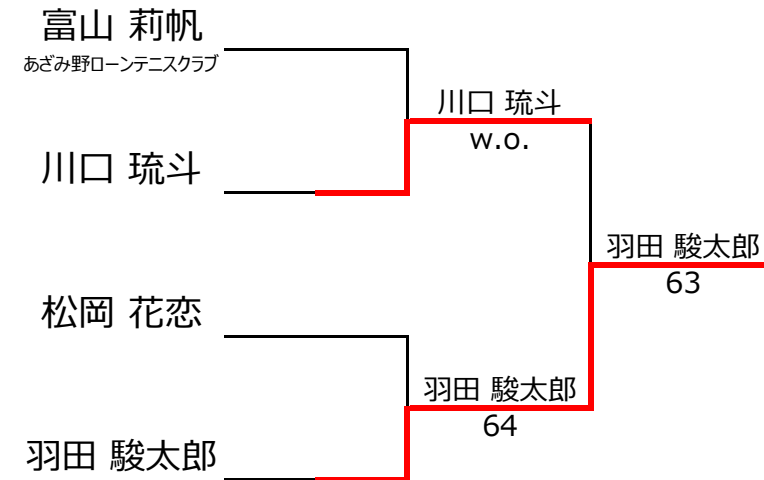 富山 莉帆
あざみ野ローンテニスクラブ
川口 琉斗
w.o.
川口 琉斗
羽田 駿太郎
63
松岡 花恋
羽田 駿太郎
64
羽田 駿太郎